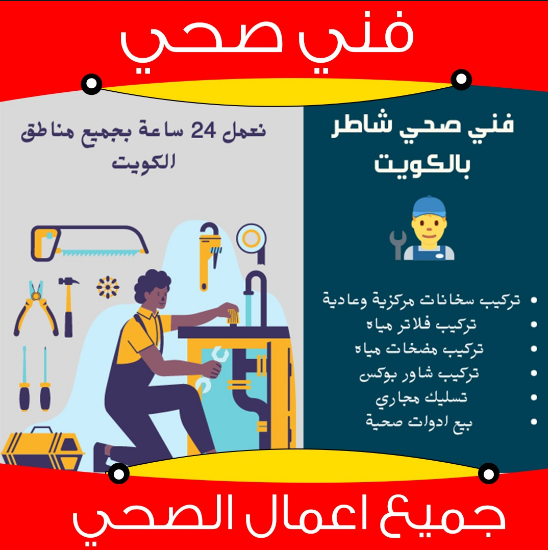 فني صحي
فني صحي شاطر
بالكويت
نعمل 24 ساعة بجميع مناطق
الكويت
تركيب سخانات مركزية وعادية
تركيب فلاتر مياه
تركيب مضخات مياه
تركيب شاور بوكس
تسليك مجاري
بيع ادوات صحية
جميع اعمال الصحي